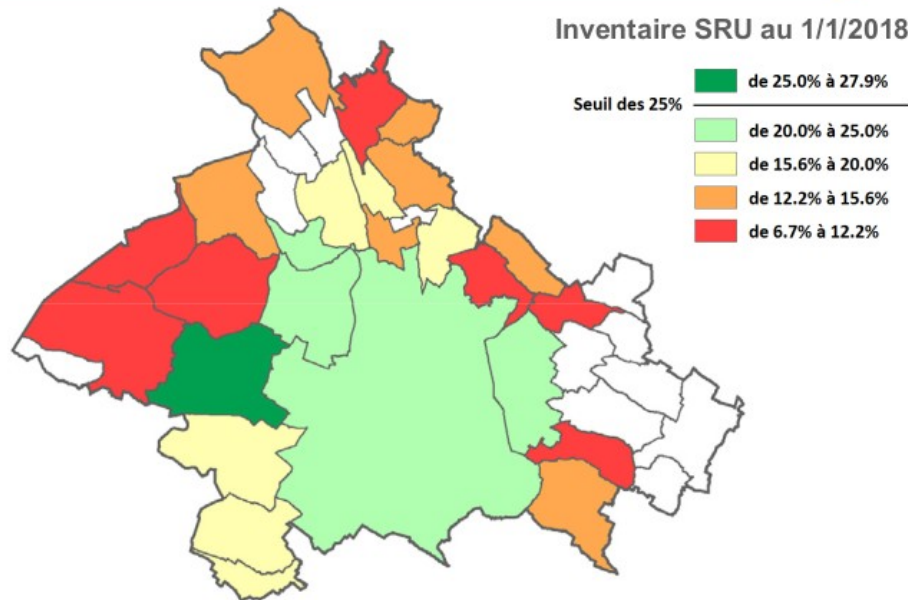 Inventaire SRU au 1/1/2018
de 25.0% à 27.9%
Seuil des 25%
de 20.0% à 25.0%
de 15.6% à 20.0%
de 12.2% à 15.6%
de 6.7% à 12.2%